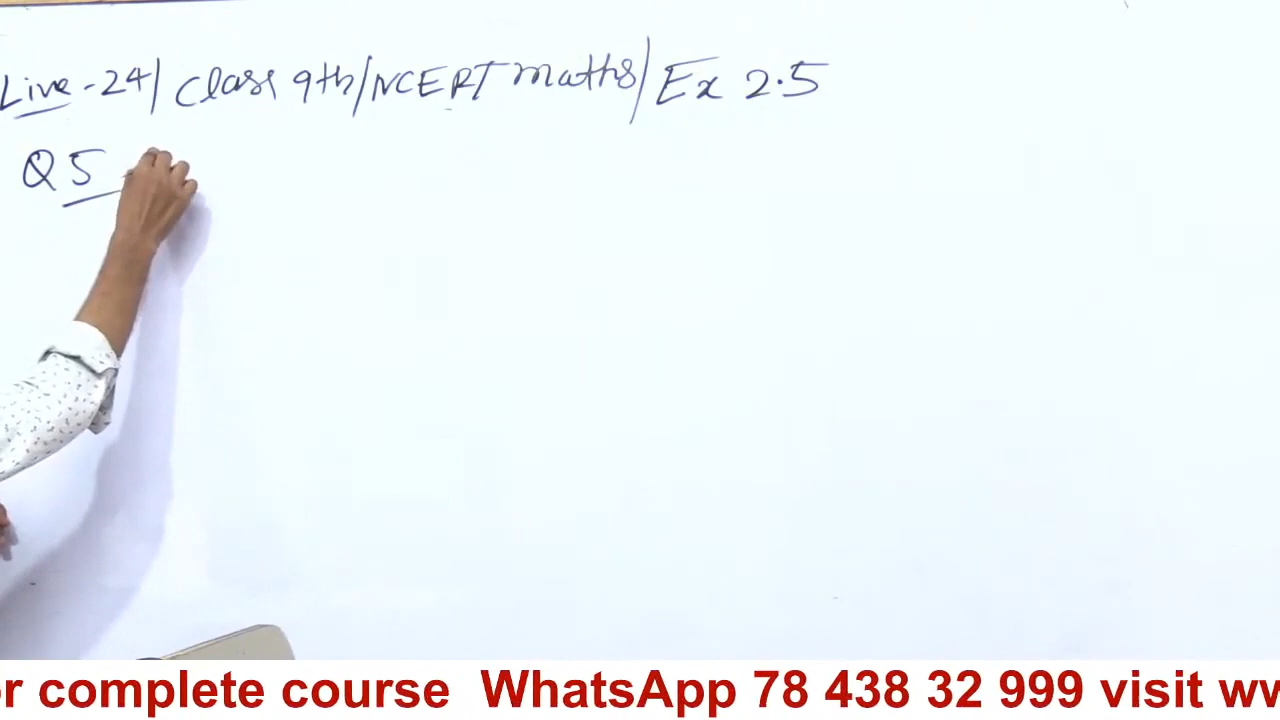 Live - 24/ Class 9th/NCERT maths/ Ex 2.5
Q5
or complete course WhatsApp 78 438 32 999 visit ww